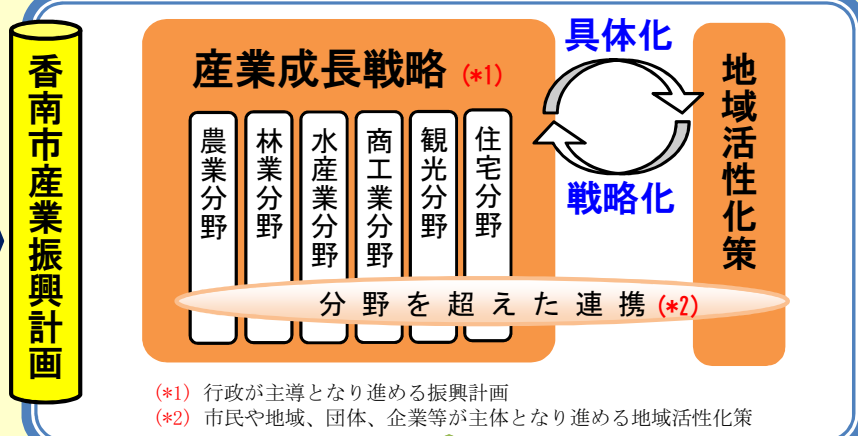 香南市産業振興計画
産業成長戦略 (*1)
農業分野
林業分野
水産業分野
商工業分野
観光分野
住宅分野
分野を超えた連携(*2)
具体化
戦略化
地域活性化策
(*1) 行政が主導となり進める振興計画
(*2) 市民や地域、団体、企業等が主体となり進める地域活性化策